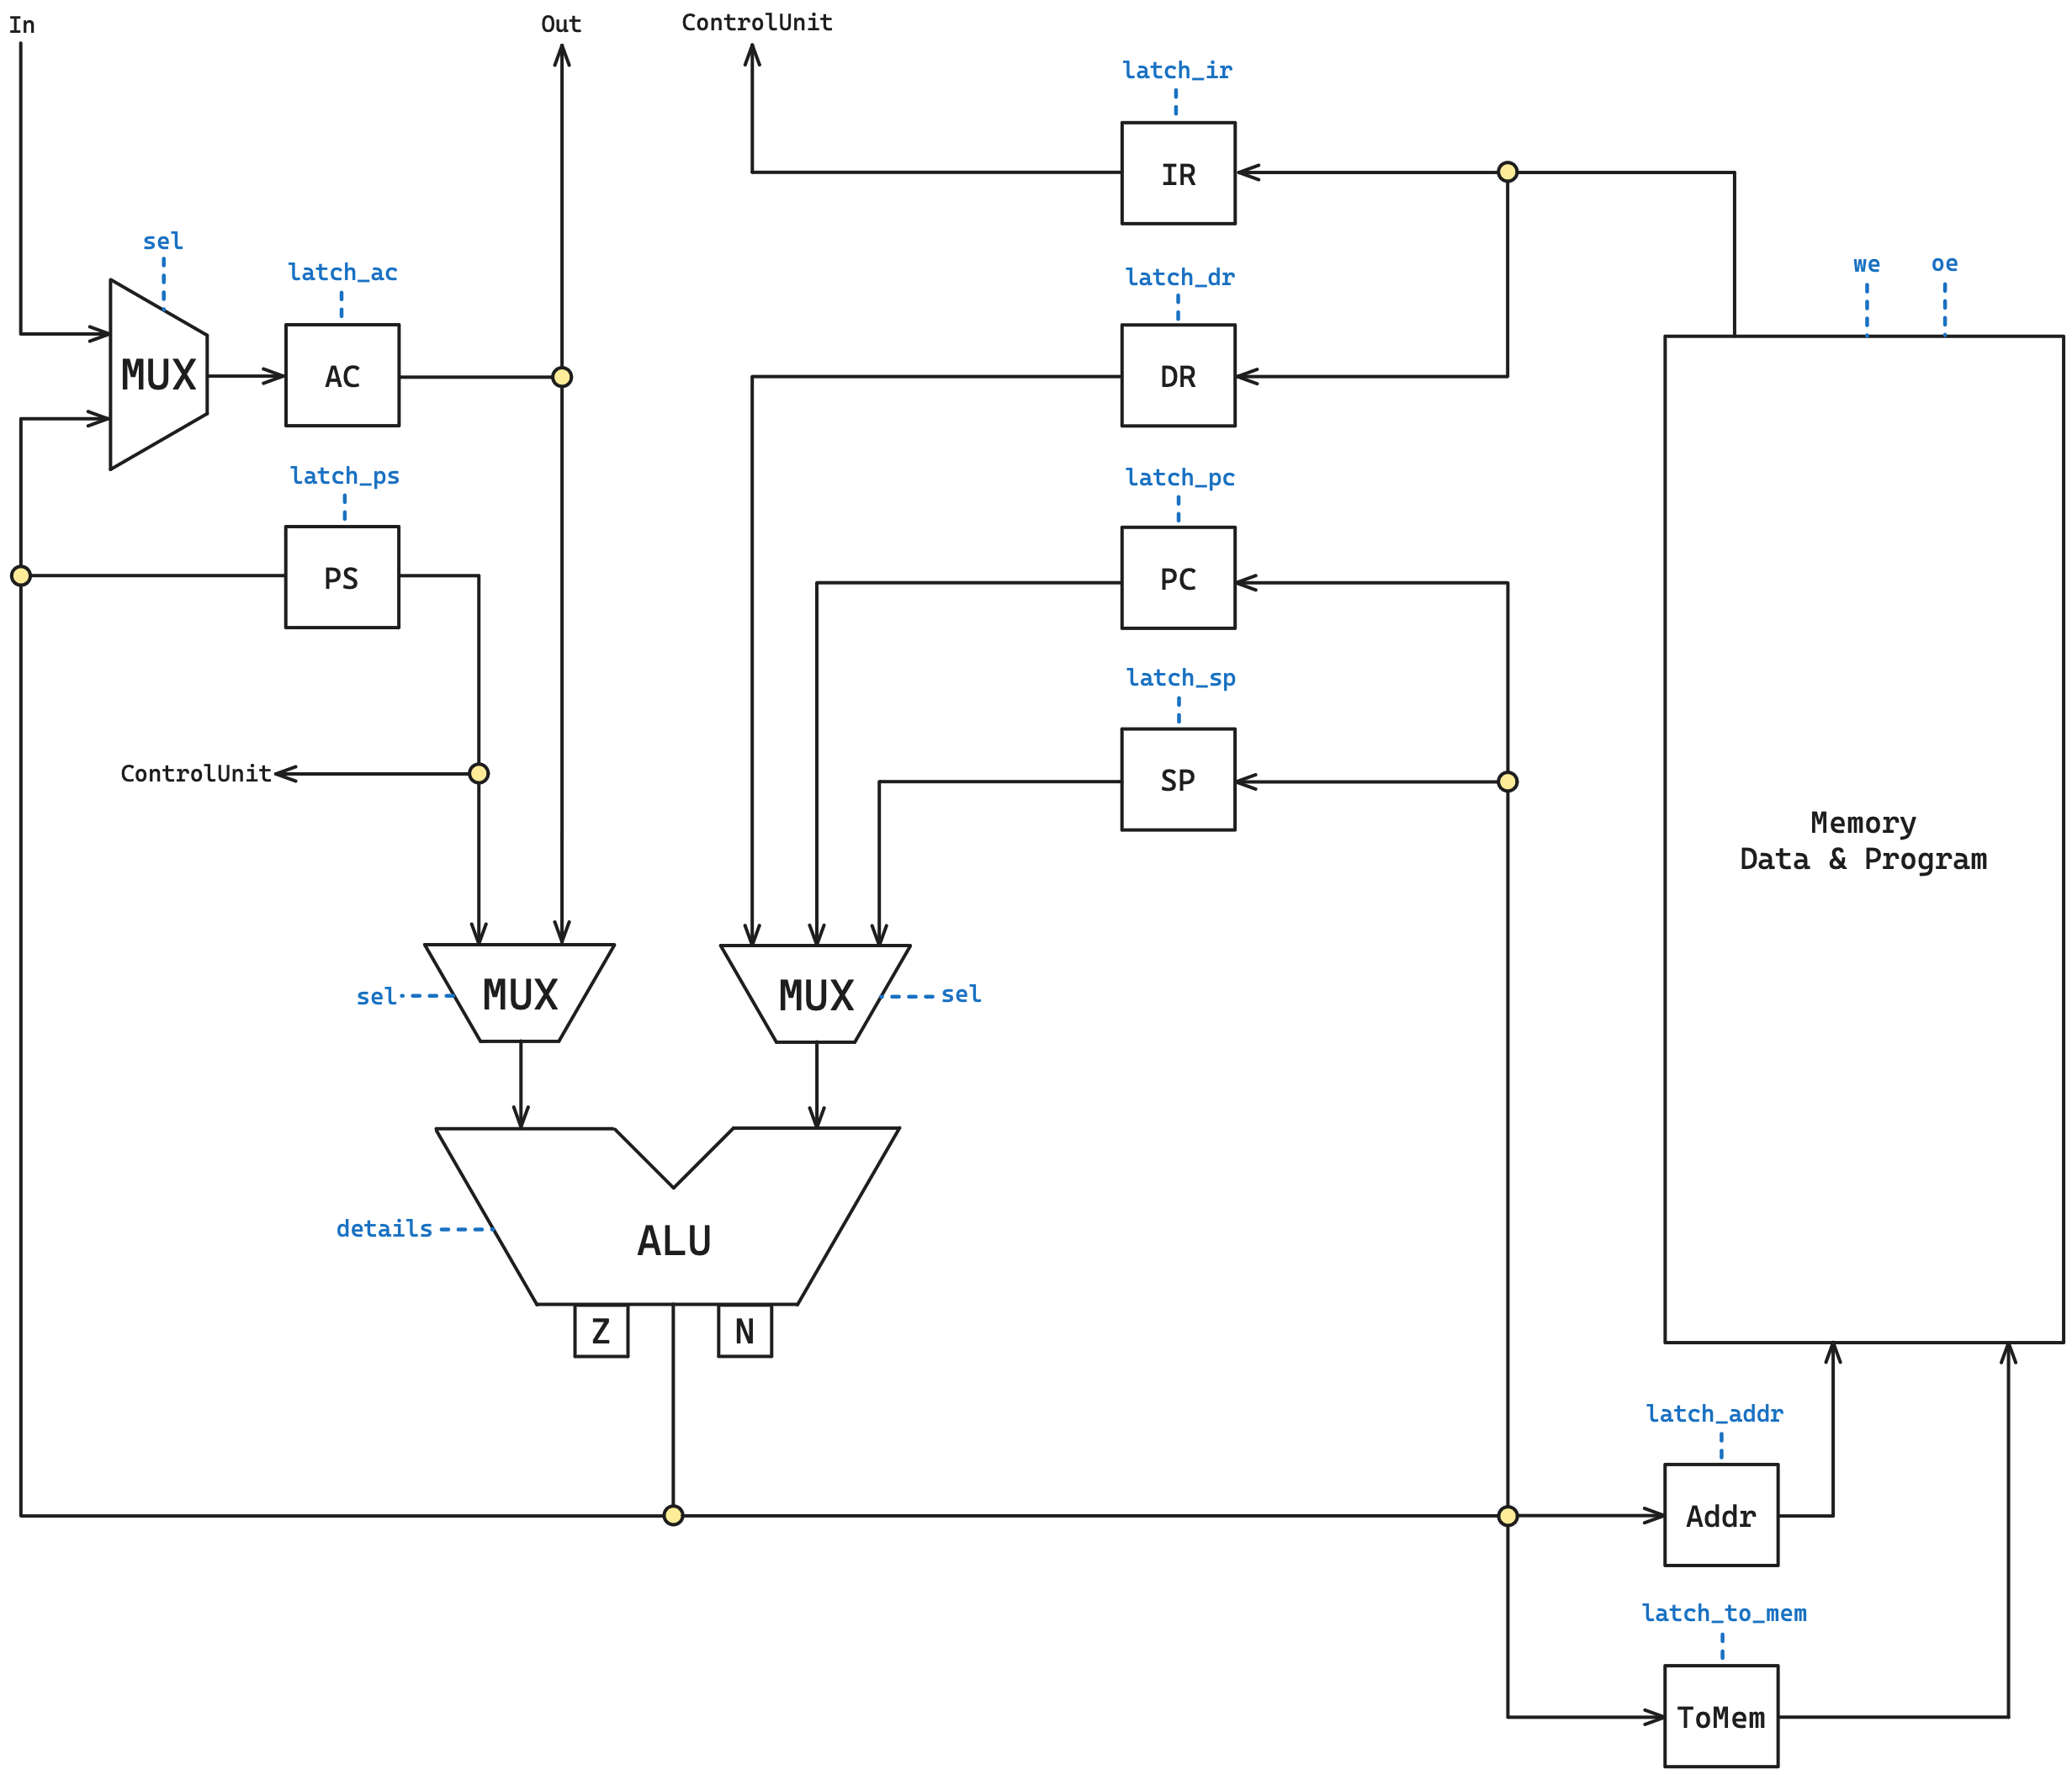 In
Out
ControlUnit
latch_ir
IR
sel
latch_ac
latch_dr
we
oe
MUX
AC
DR
latch_ps
latch_pc
PS
PC
latch_sp
ControlUnit
SP
Memory
Data & Program
sel
MUX
MUX
sel
details
ALU
Z
N
latch_addr
Addr
latch_to_mem
ToMem